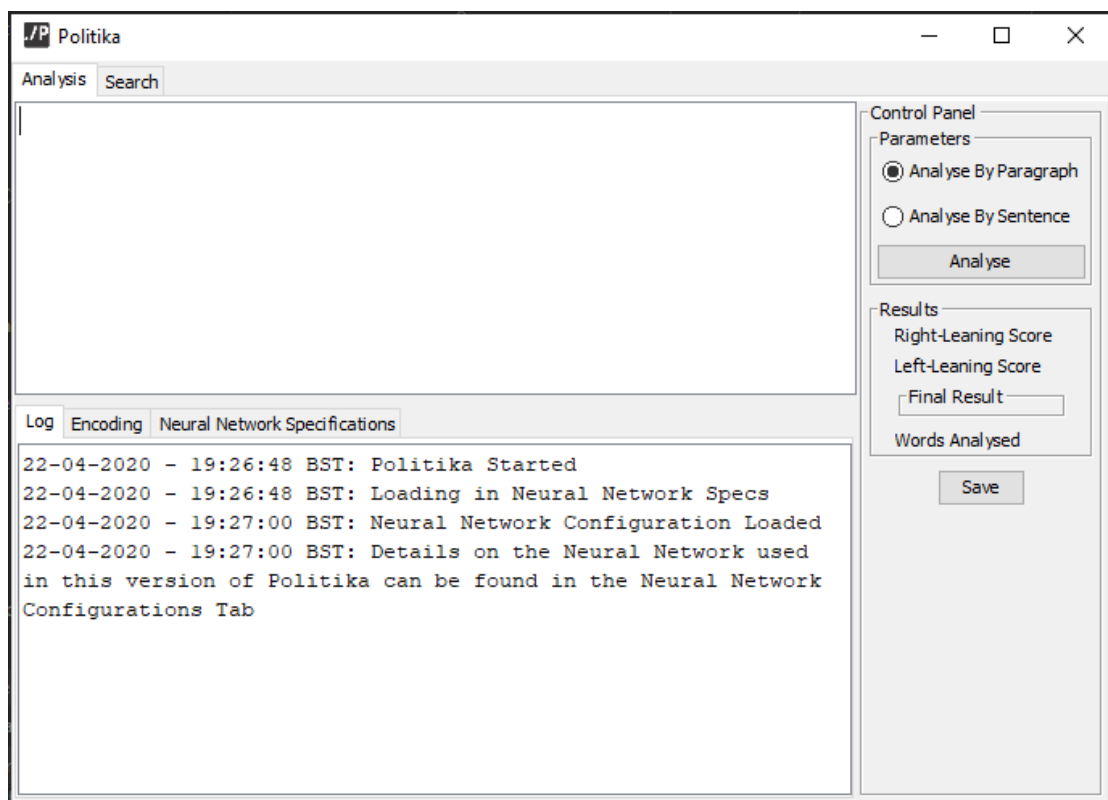 ./P Politika
Analysis Search
Control Panel
Parameters
Analyse By Paragraph
Analyse By Sentence
Analyse
Results
Right-Leaning Score
Left-Leaning Score
Final Result
Words Analysed
Save
Log Encoding Neural Network Specifications
22-04-2020 - 19:26:48 BST: Politika Started
22-04-2020 - 19:26:48 BST: Loading in Neural Network Specs
22-04-2020 - 19:27:00 BST: Neural Network Configuration Loaded
22-04-2020 - 19:27:00 BST: Details on the Neural Network used
in this version of Politika can be found in the Neural Network
Configurations Tab